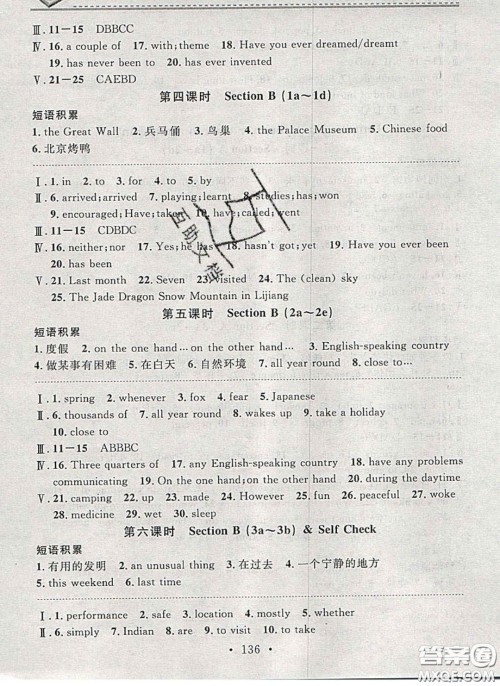 Ⅲ. 11－15 DBBCC
Ⅳ. 16. a couple of 17. with; theme 18. Have you ever dreamed/dreamt
19. has never been to 20. has ever invented
Ⅴ. 21－25 CAEBD
第四课时 Section B (1a～1d)
短语积累
1. the Great Wall 2. 兵马俑 3. 鸟巢 4. the Palace Museum 5. Chinese food
6. 北京烤鸭
Ⅰ. 1. in 2. to 3. for 4. to 5. by
Ⅱ. 6. arrived; arrived 7. playing; learnt 8. studies; has; won
9. encouraged; Have; taken 10. have; called; went
Ⅲ. 11－15 CDBDC
Ⅳ. 16. neither; nor 17. Yes; he has 18. hasn't got; yet 19. Have you ever been
20. has been
Ⅴ. 21. Last month 22. Seven 23. visited 24. The (clean) sky
25. The Jade Dragon Snow Mountain in Lijiang
第五课时 Section B (2a～2e)
短语积累
1. 度假 2. on the one hand… on the other hand… 3. English-speaking country
4. 做某事有困难 5. 在白天 6. 自然环境 7. all year round 8. close to…
Ⅰ. 1. spring 2. whenever 3. fox 4. fear 5. Japanese
Ⅱ. 6. thousands of 7. all year round 8. wakes up 9. take a holiday
10. close to
Ⅲ. 11－15 ABBBC
Ⅳ. 16. Three quarters of 17. any English-speaking country 18. have any problems
communicating 19. On the one hand; on the other hand 20. during the daytime
Ⅴ. 21. camping 22. up 23. made 24. However 25. fun 26. peaceful 27. woke
28. medicine 29. wet 30. sleep
第六课时 Section B (3a～3b) & Self Check
短语积累
1. 有用的发明 2. an unusual thing 3. 在过去 4. 一个宁静的地方
5. this weekend 6. last time
Ⅰ. 1. performance 2. safe 3. location 4. mostly 5. whether
Ⅱ. 6. simply 7. Indian 8. are 9. to try 10. to take
· 136 ·
互助文档
答案圈
MXQE.COM